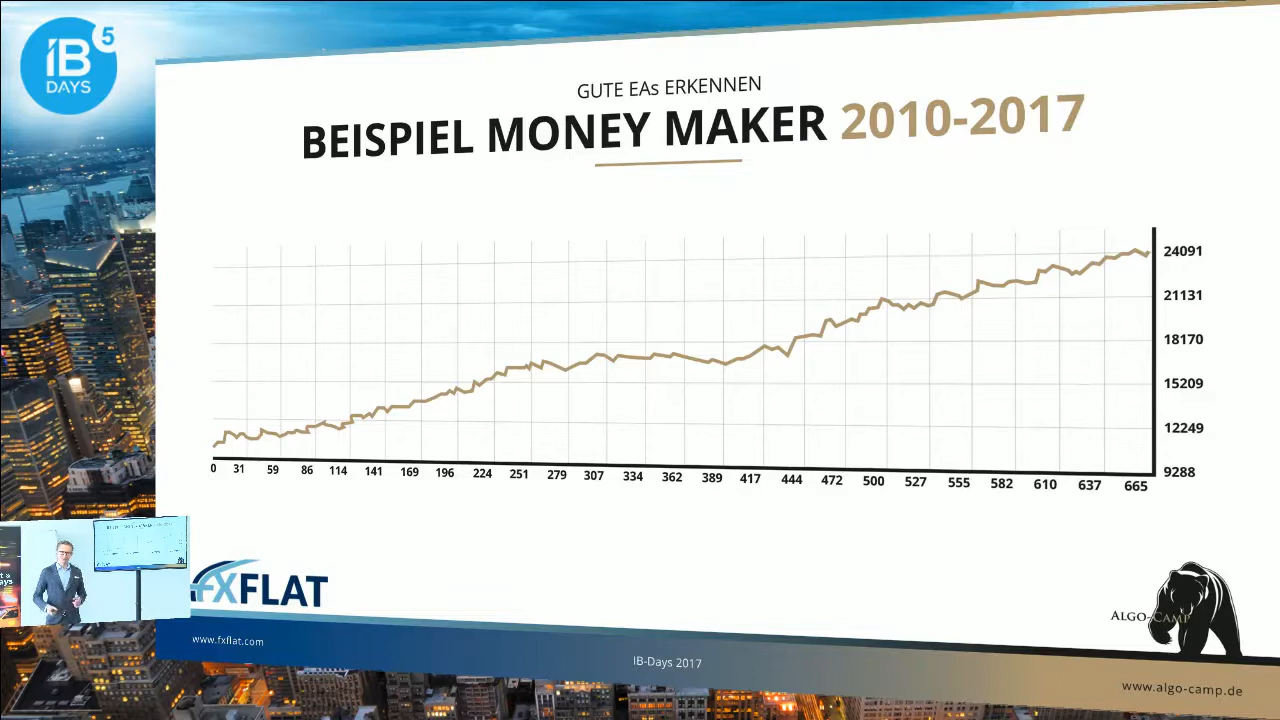 IB 5
DAYS
GUTE EAs ERKENNEN
BEISPIEL MONEY MAKER 2010-2017
24091
21131
18170
15209
12249
9288
0 31 59 86 114 141 169 196 224 251 279 307 334 362 389 417 444 472 500 527 555 582 610 637 665
FXFLAT
ALGO-CAMP
www.fxflat.com
IB-Days 2017
www.algo-camp.de